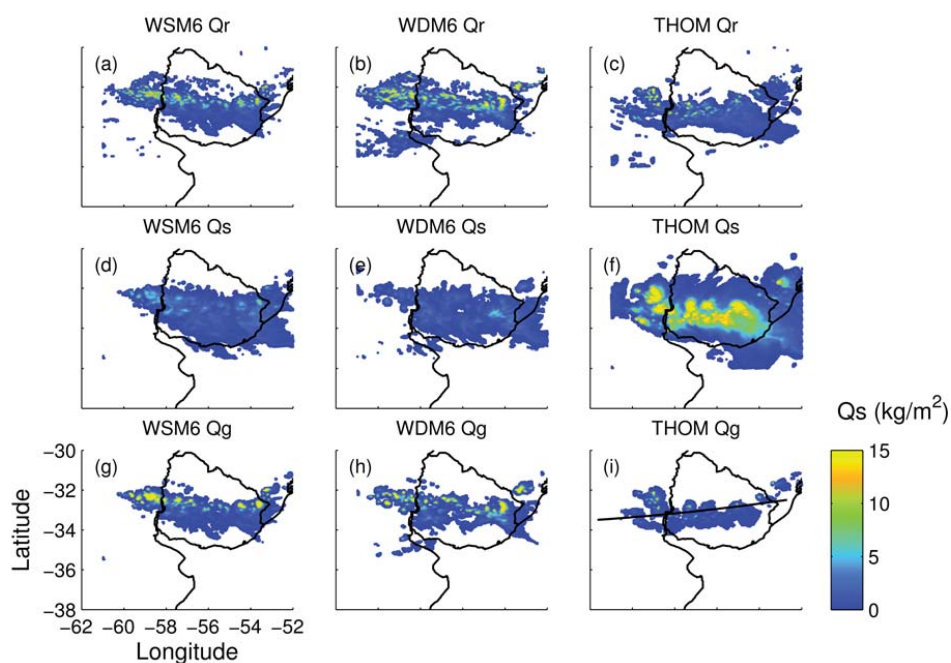 WSM6 Qr WDM6 Qr THOM Qr
(a) (b) (c)
WSM6 Qs WDM6 Qs THOM Qs
(d) (e) (f)
Qs (kg/m²)
WSM6 Qg WDM6 Qg THOM Qg
(g) (h) (i)
−30
−32
−34
−36
−38
Latitude
−62 −60 −58 −56 −54 −52
Longitude
15
10
5
0